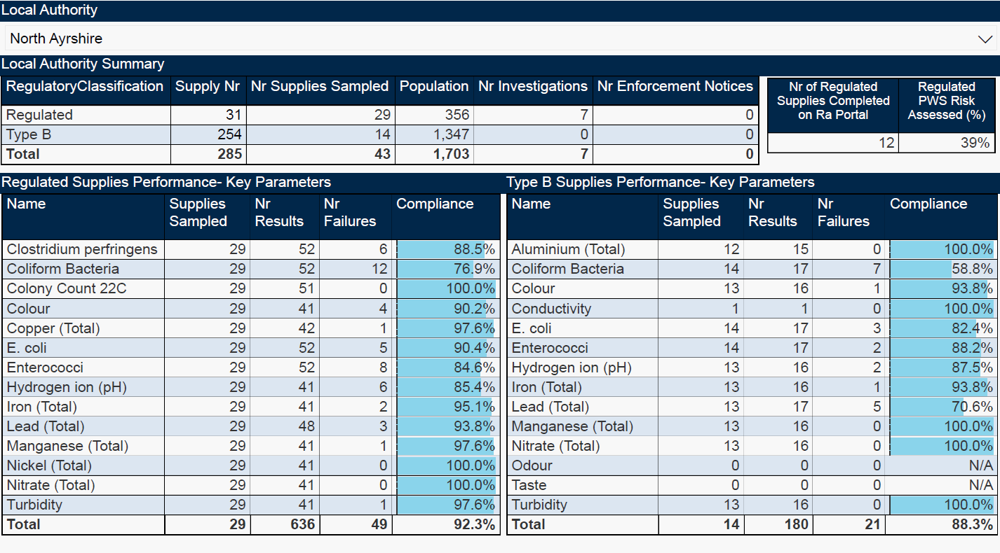 Local Authority
North Ayrshire
Local Authority Summary
RegulatoryClassification Supply Nr Nr Supplies Sampled Population Nr Investigations Nr Enforcement Notices
Regulated 31 29 356 7 0
Type B 254 14 1,347 0 0
Total 285 43 1,703 7 0
Nr of Regulated Supplies Completed on Ra Portal Regulated PWS Risk Assessed (%)
12 39%
Regulated Supplies Performance- Key Parameters
Name Supplies Sampled Nr Results Nr Failures Compliance
Clostridium perfringens 29 52 6 88.5%
Coliform Bacteria 29 52 12 76.9%
Colony Count 22C 29 51 0 100.0%
Colour 29 41 4 90.2%
Copper (Total) 29 42 1 97.6%
E. coli 29 52 5 90.4%
Enterococci 29 52 8 84.6%
Hydrogen ion (pH) 29 41 6 85.4%
Iron (Total) 29 41 2 95.1%
Lead (Total) 29 48 3 93.8%
Manganese (Total) 29 41 1 97.6%
Nickel (Total) 29 41 0 100.0%
Nitrate (Total) 29 41 0 100.0%
Turbidity 29 41 1 97.6%
Total 29 636 49 92.3%
Type B Supplies Performance- Key Parameters
Name Supplies Sampled Nr Results Nr Failures Compliance
Aluminium (Total) 12 15 0 100.0%
Coliform Bacteria 14 17 7 58.8%
Colour 13 16 1 93.8%
Conductivity 1 1 0 100.0%
E. coli 14 17 3 82.4%
Enterococci 14 17 2 88.2%
Hydrogen ion (pH) 13 16 2 87.5%
Iron (Total) 13 16 1 93.8%
Lead (Total) 13 17 5 70.6%
Manganese (Total) 13 16 0 100.0%
Nitrate (Total) 13 16 0 100.0%
Odour 0 0 0 N/A
Taste 0 0 0 N/A
Turbidity 13 16 0 100.0%
Total 14 180 21 88.3%